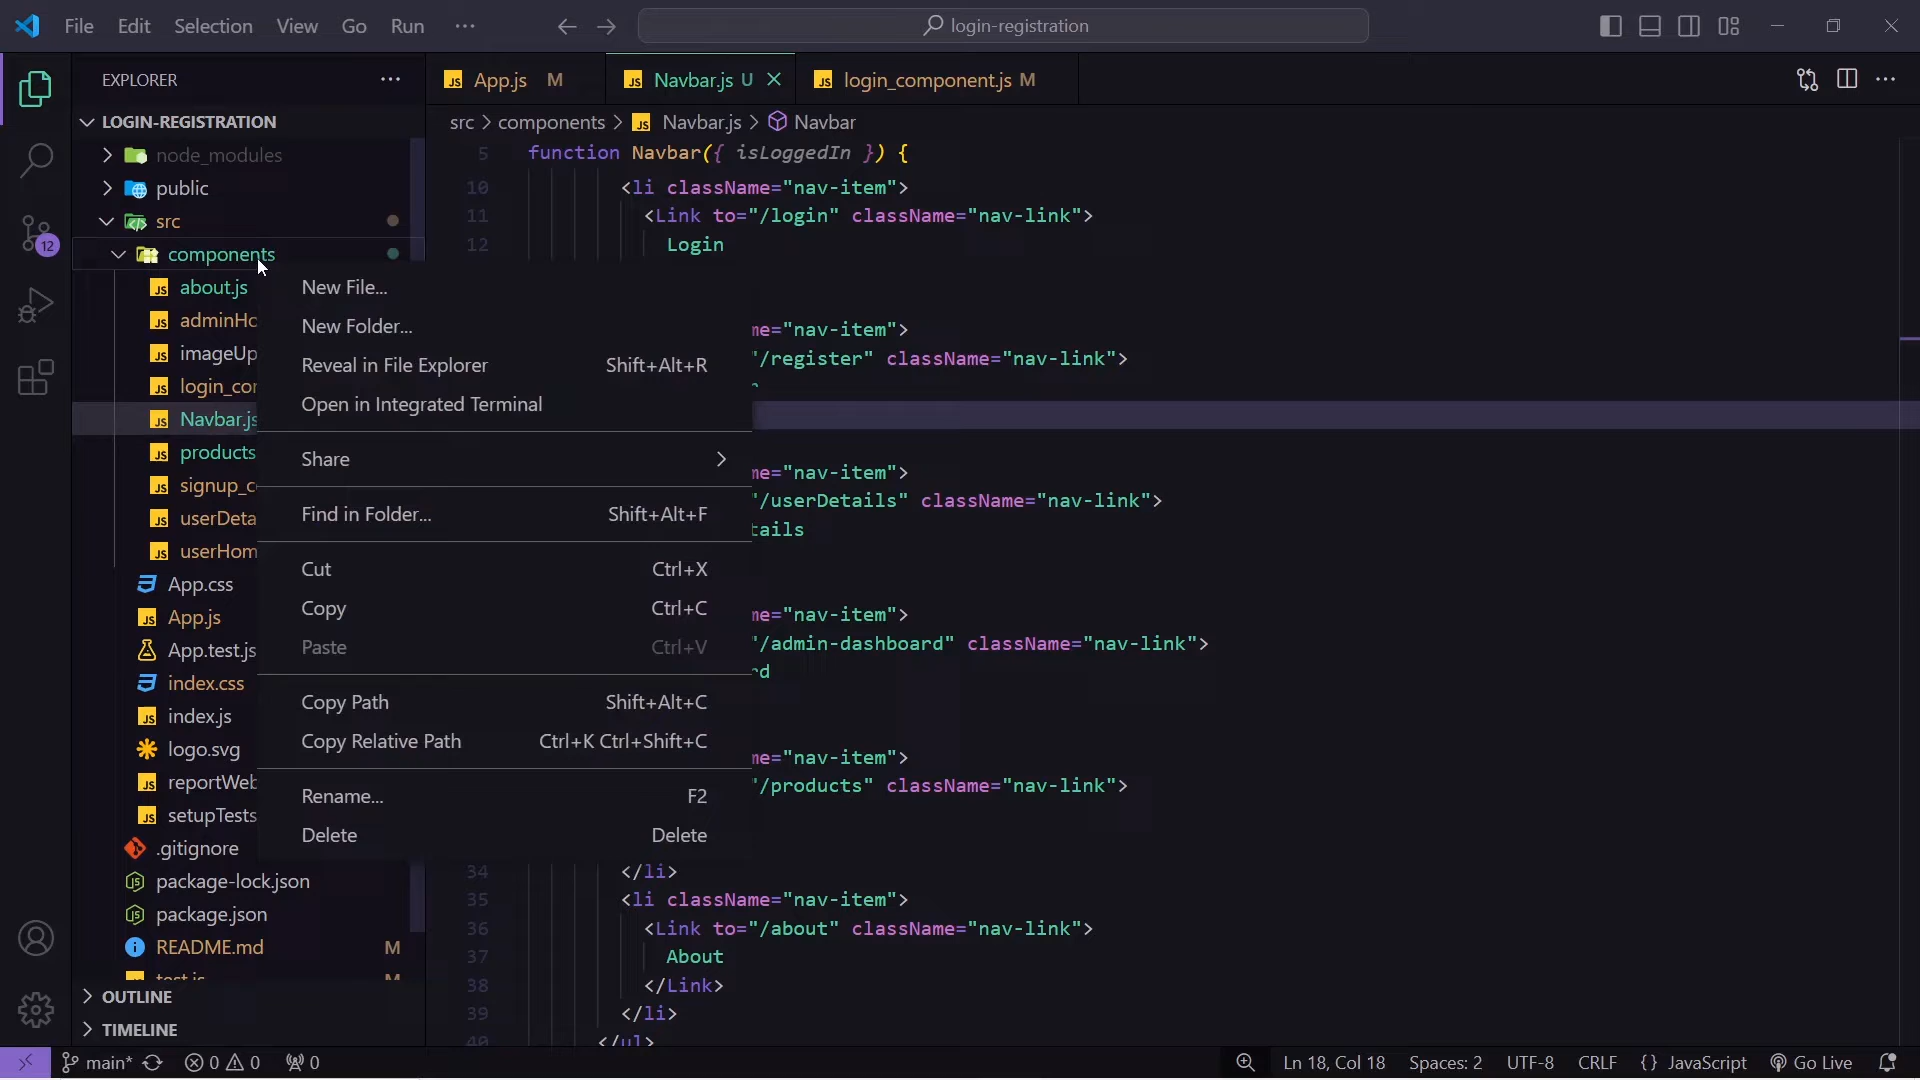 File Edit Selection View Go Run ··· login-registration
EXPLORER
LOGIN-REGISTRATION
node_modules
public
src
components
about.js
imageUp
Navbar.js
products
App.css
App.js
App.test.js
index.css
index.js
logo.svg
reportWeb
setupTests
.gitignore
package-lock.json
package.json
README.md M
OUTLINE
TIMELINE
12
New File...
New Folder...
Reveal in File Explorer Shift+Alt+R
Open in Integrated Terminal
Share
Find in Folder... Shift+Alt+F
Cut Ctrl+X
Copy Ctrl+C
Paste Ctrl+V
Copy Path Shift+Alt+C
Copy Relative Path Ctrl+K Ctrl+Shift+C
Rename... F2
Delete Delete
App.js M Navbar.js U login_component.js M
src > components > Navbar.js > Navbar
5 function Navbar({ isLoggedIn }) {
10 <li className="nav-item">
11 <Link to="/login" className="nav-link">
12 Login
me="nav-item">
"/register" className="nav-link">
me="nav-item">
"/userDetails" className="nav-link">
tails
me="nav-item">
"/admin-dashboard" className="nav-link">
rd
me="nav-item">
"/products" className="nav-link">
34 </li>
35 <li className="nav-item">
36 <Link to="/about" className="nav-link">
37 About
38 </Link>
39 </li>
40 </ul>
main* 0 0 0 Ln 18, Col 18 Spaces: 2 UTF-8 CRLF {} JavaScript Go Live